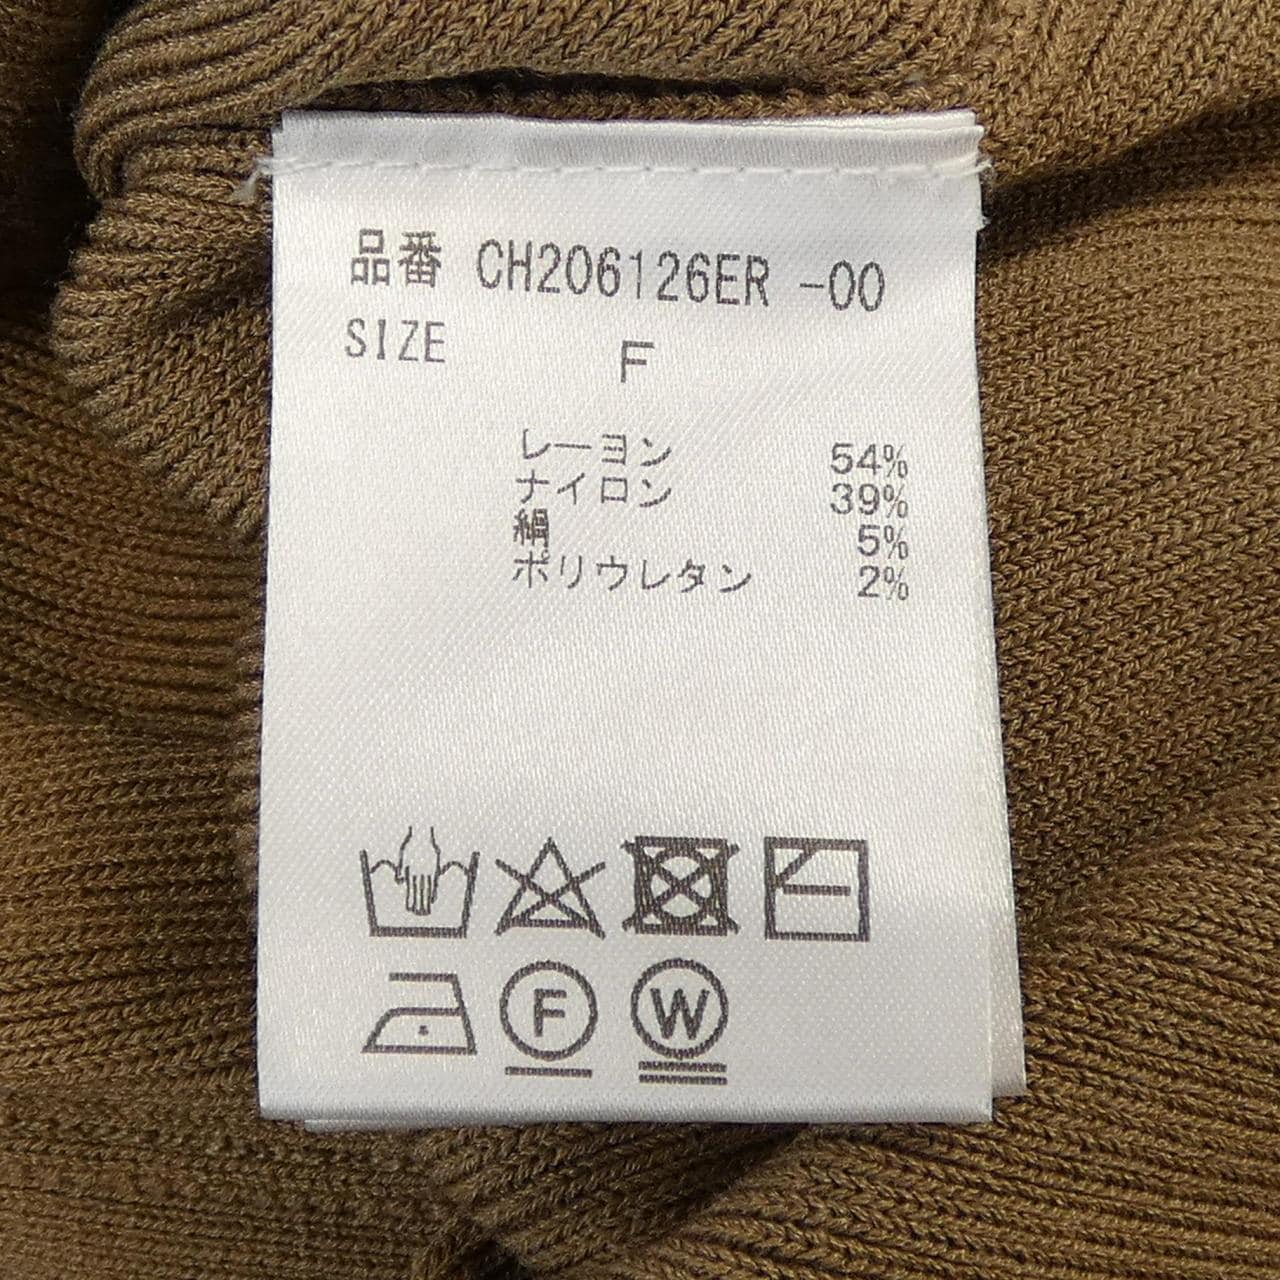 品番 CH206126ER -00
SIZE F
レーヨン 54%
ナイロン 39%
絹 5%
ポリウレタン 2%
F W